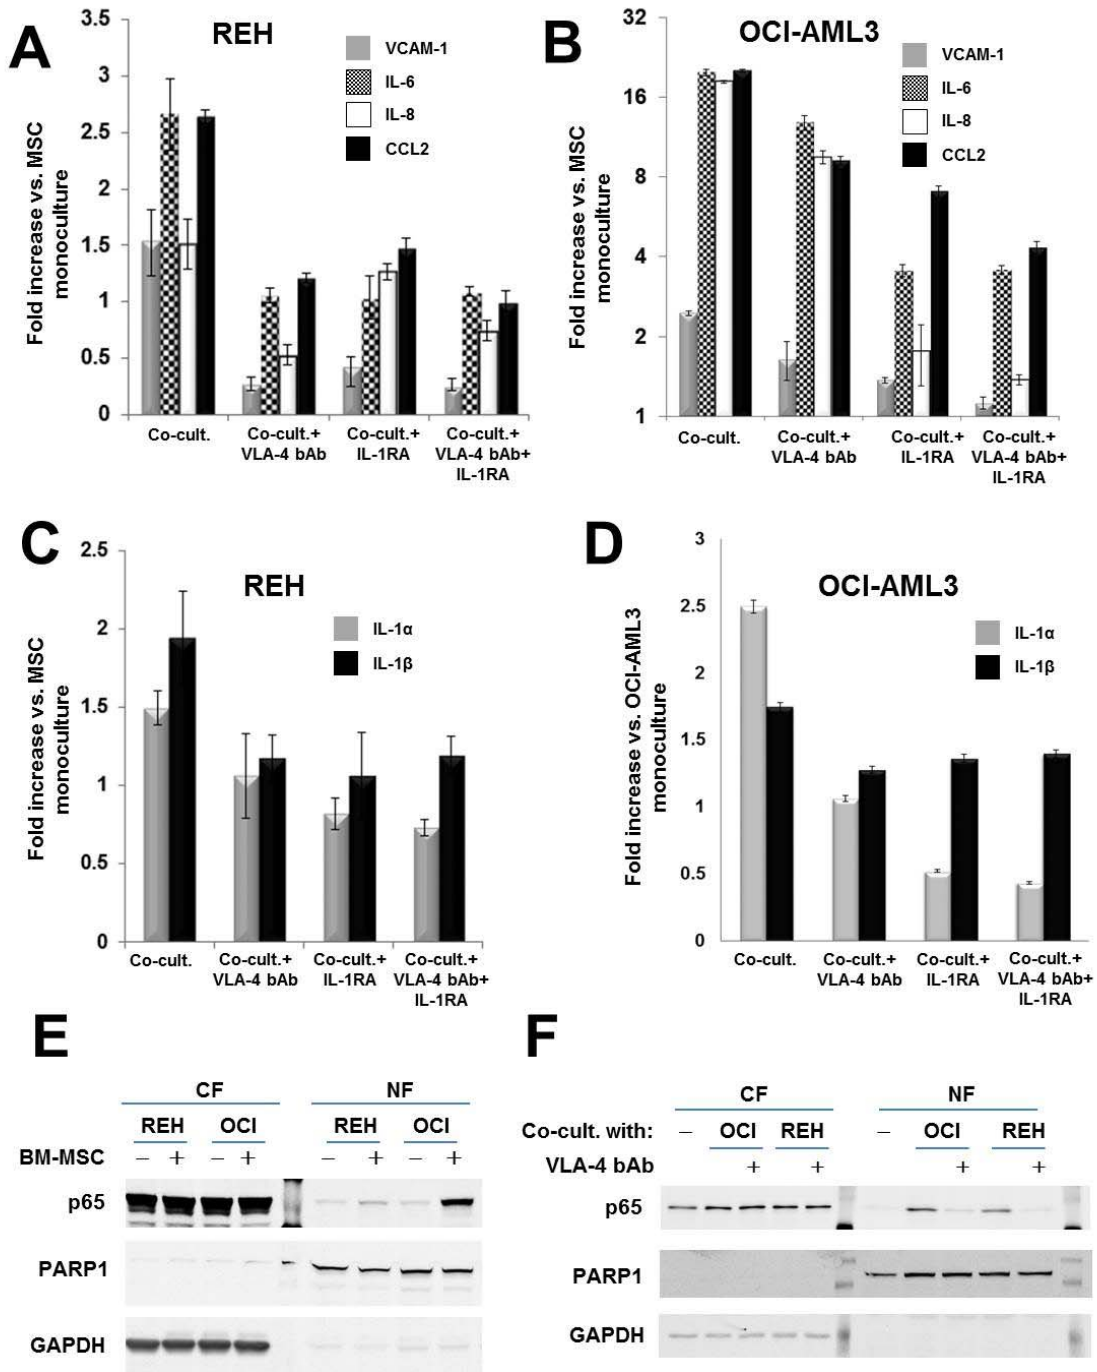 A
REH
Fold increase vs. MSC
monoculture
3.5
3
2.5
2
1.5
1
0.5
0
VCAM-1
IL-6
IL-8
CCL2
Co-cult.
Co-cult.+
VLA-4 bAb
Co-cult.+
IL-1RA
Co-cult.+
VLA-4 bAb+
IL-1RA
B
OCI-AML3
Fold increase vs. MSC
monoculture
32
16
8
4
2
1
VCAM-1
IL-6
IL-8
CCL2
Co-cult.
Co-cult.+
VLA-4 bAb
Co-cult.+
IL-1RA
Co-cult.+
VLA-4 bAb+
IL-1RA
C
REH
Fold increase vs. MSC
monoculture
2.5
2
1.5
1
0.5
0
IL-1α
IL-1β
Co-cult.
Co-cult.+
VLA-4 bAb
Co-cult.+
IL-1RA
Co-cult.+
VLA-4 bAb+
IL-1RA
D
OCI-AML3
Fold increase vs. OCI-AML3
monoculture
3
2.5
2
1.5
1
0.5
0
IL-1α
IL-1β
Co-cult.
Co-cult.+
VLA-4 bAb
Co-cult.+
IL-1RA
Co-cult.+
VLA-4 bAb+
IL-1RA
E
CF NF
REH OCI REH OCI
BM-MSC – + – + – + – +
p65
PARP1
GAPDH
F
CF NF
Co-cult. with: – OCI REH – OCI REH
VLA-4 bAb + + + +
p65
PARP1
GAPDH